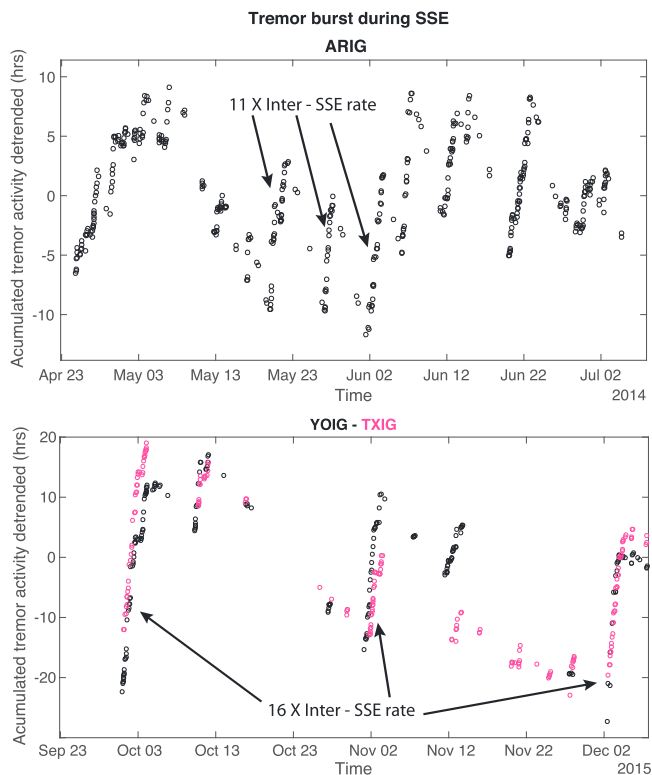 Tremor burst during SSE
ARIG
Acumulated tremor activity detrended (hrs)
10
5
0
-5
-10
11 X Inter - SSE rate
Apr 23 May 03 May 13 May 23 Jun 02 Jun 12 Jun 22 Jul 02
Time
2014
YOIG - TXIG
Acumulated tremor activity detrended (hrs)
20
10
0
-10
-20
16 X Inter - SSE rate
Sep 23 Oct 03 Oct 13 Oct 23 Nov 02 Nov 12 Nov 22 Dec 02
Time
2015